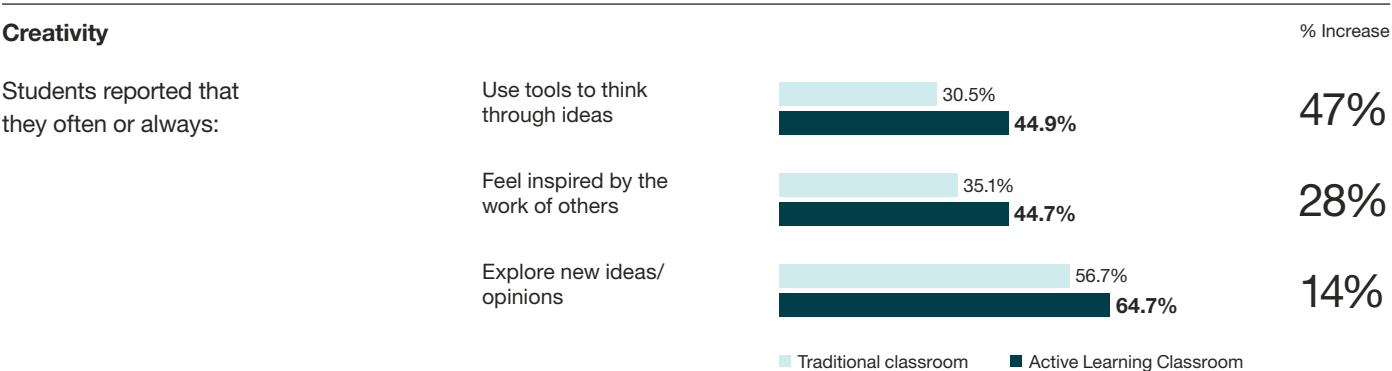 Creativity
% Increase
Students reported that
they often or always:
Use tools to think
through ideas
30.5%
44.9%
47%
Feel inspired by the
work of others
35.1%
44.7%
28%
Explore new ideas/
opinions
56.7%
64.7%
14%
Traditional classroom
Active Learning Classroom